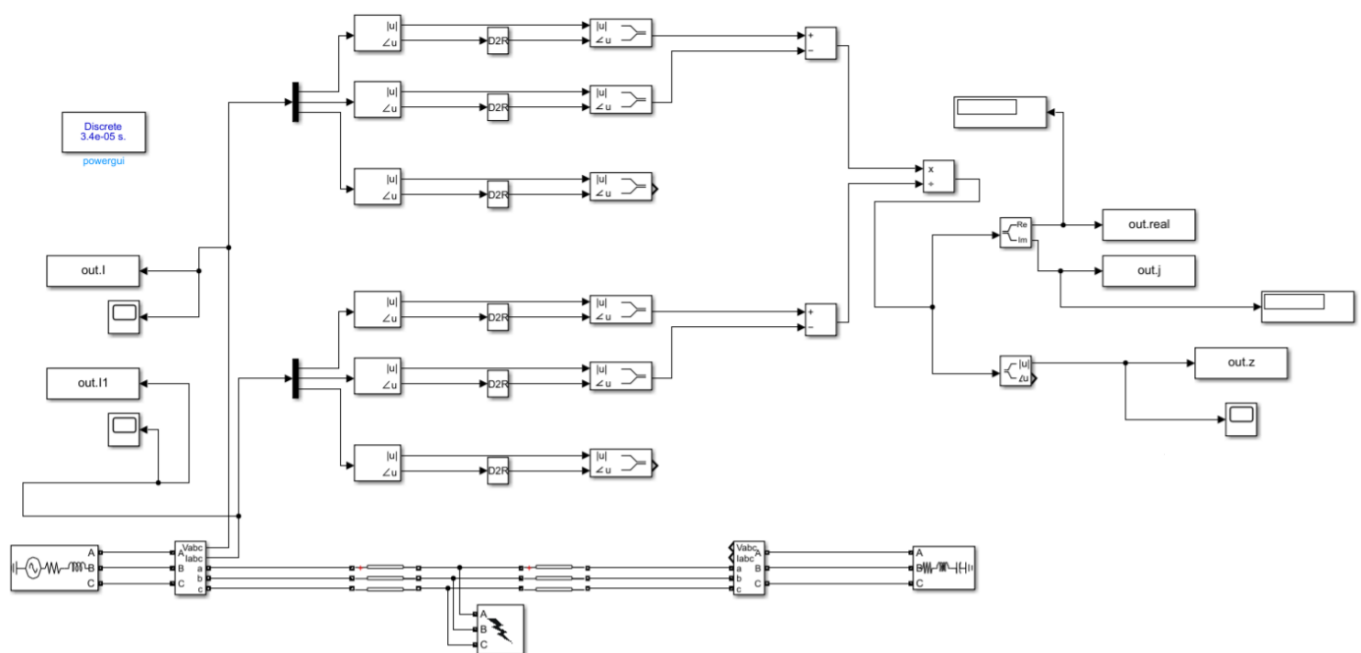 |u|
∠u
D2R
|u|
∠u
+
−
|u|
∠u
D2R
|u|
∠u
Discrete
3.4e-05 s.
powergui
|u|
∠u
D2R
|u|
∠u
x
÷
out.real
Re
Im
out.j
out.I
|u|
∠u
D2R
|u|
∠u
+
−
out.I1
|u|
∠u
D2R
|u|
∠u
|u|
∠u
out.z
|u|
∠u
D2R
|u|
∠u
A
B
C
A
B
C
Vabc
Iabc
a
b
c
Vabc
Iabc
a
b
c
A
B
C
A
B
C
A
B
C